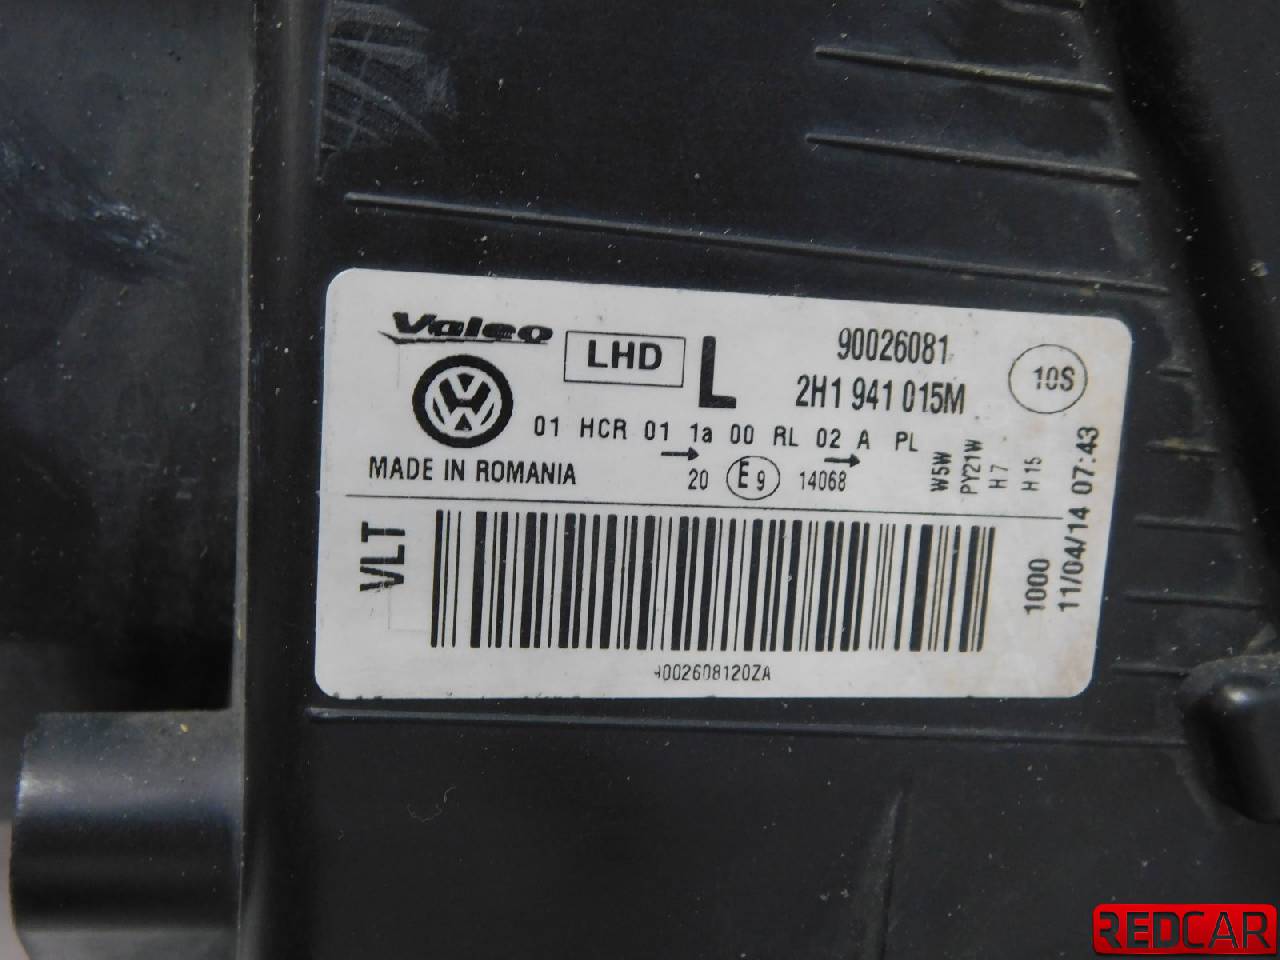 Valeo
LHD
L
90026081
2H1 941 015M
10S
01 HCR 01 1a 00 RL 02 A PL
MADE IN ROMANIA
20 E9 14068
W5W
PY21W
H7
H15
VLT
1000
11/04/14 07:43
002608120ZA
REDCAR